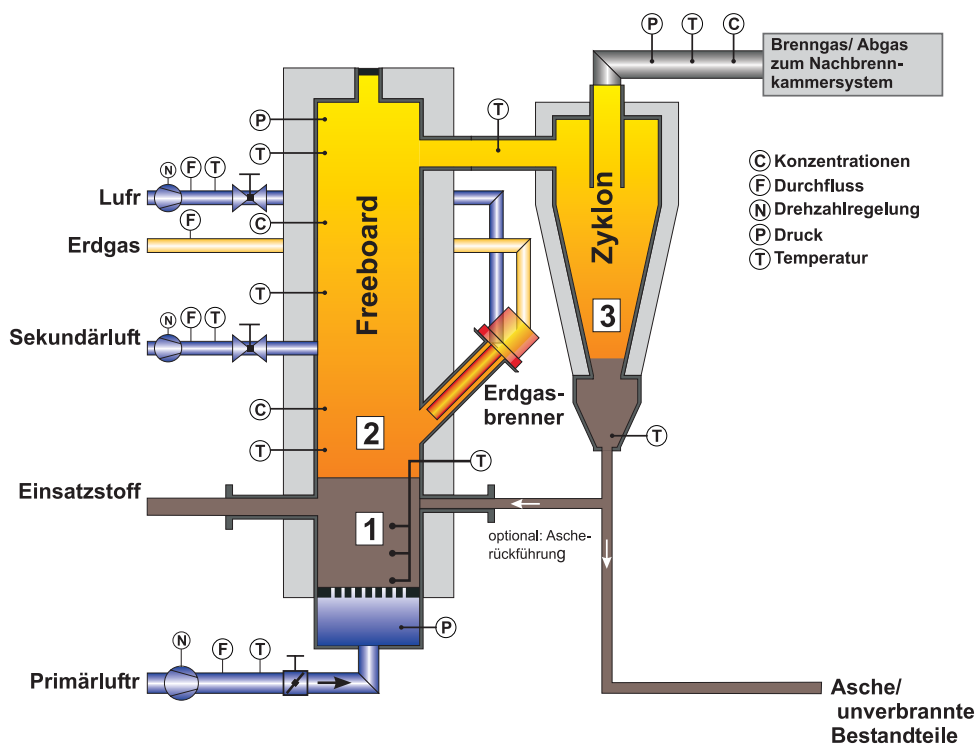 P
T
C
Brenngas/ Abgas
zum Nachbrenn-
kammersystem
P
T
T
C Konzentrationen
F Durchfluss
N Drehzahlregelung
P Druck
T Temperatur
Lufr
N
F
T
C
Erdgas
F
Freeboard
Zyklon
T
3
Sekundärluft
N
F
T
Erdgas-
brenner
C
2
T
T
T
Einsatzstoff
1
optional: Asche-
rückführung
P
Primärluftr
N
F
T
Asche/
unverbrannte
Bestandteile